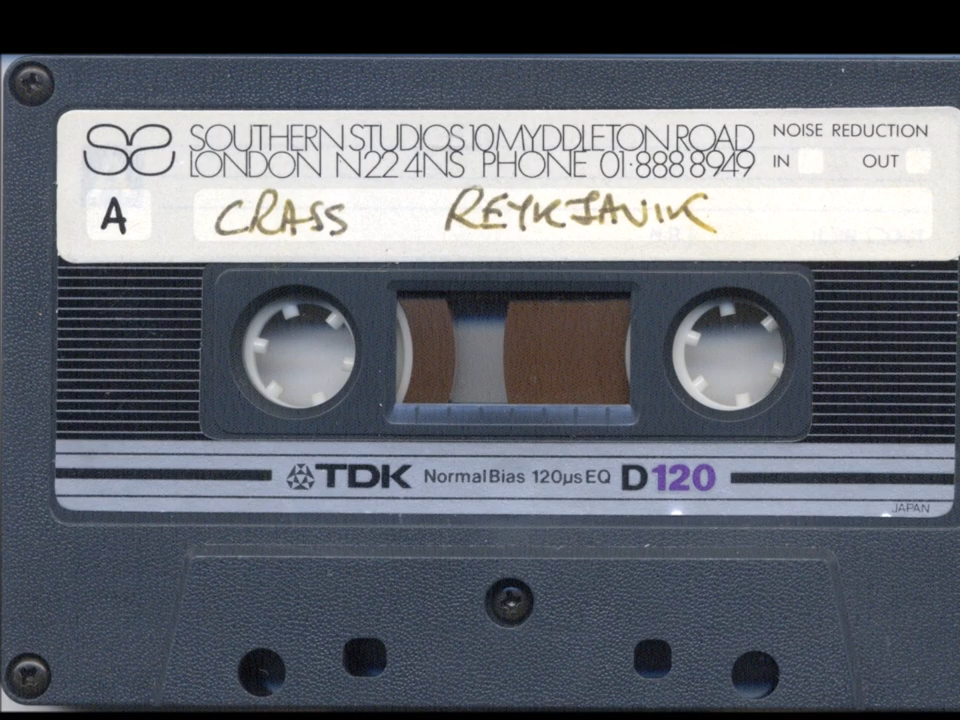 SOUTHERN STUDIOS 10 MYDDLETON ROAD
LONDON N22 4NS PHONE 01·888 8949
NOISE REDUCTION
IN OUT
A CRASS REYKJAVIK
TDK Normal Bias 120µs EQ D120
JAPAN